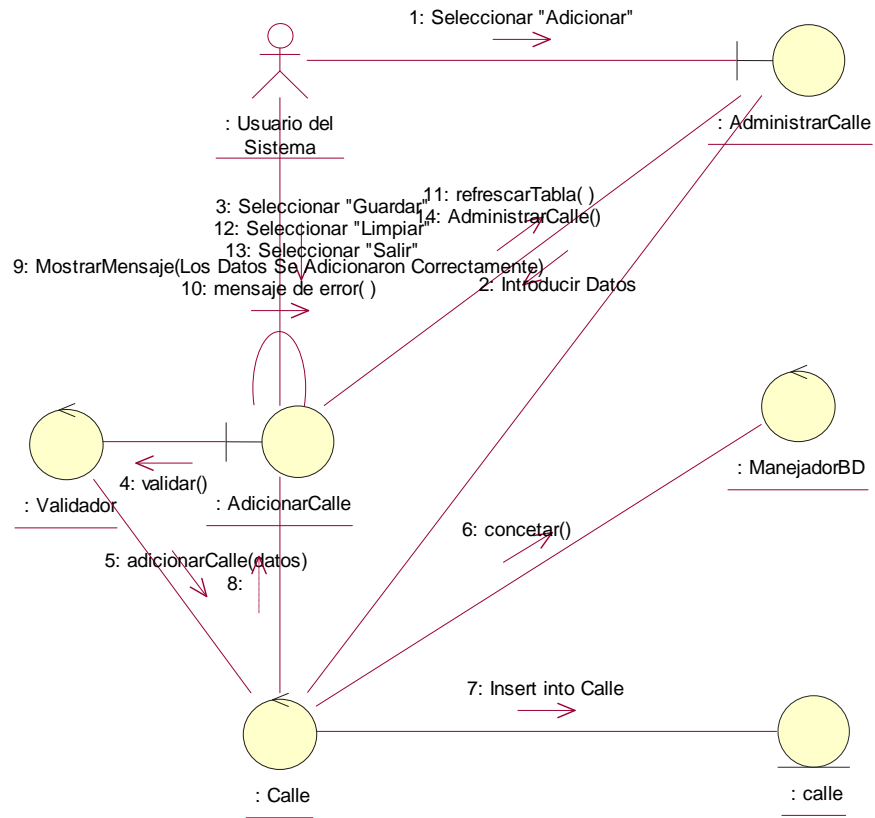 1: Seleccionar "Adicionar"
: Usuario del
Sistema
: AdministrarCalle
3: Seleccionar "Guardar"
12: Seleccionar "Limpiar"
13: Seleccionar "Salir"
11: refrescarTabla( )
14: AdministrarCalle()
9: MostrarMensaje(Los Datos Se Adicionaron Correctamente)
10: mensaje de error( )
2: Introducir Datos
: ManejadorBD
4: validar()
: Validador
: AdicionarCalle
6: concetar()
5: adicionarCalle(datos)
8:
7: Insert into Calle
: Calle
: calle